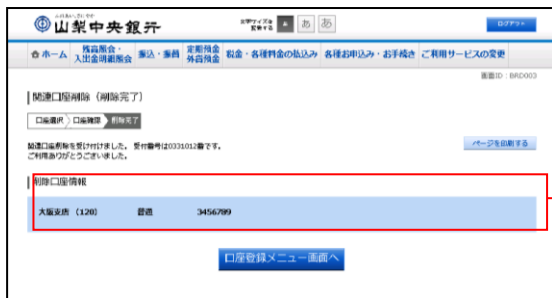 山梨中央銀行
文字サイズを
変更する
あ あ
ログアウト
ホーム 残高照会・入出金明細照会 振込・振替 定期預金 外貨預金 税金・各種料金の払込み 各種お申込み・お手続き ご利用サービスの変更
画面ID：BRD003
関連口座削除（削除完了）
口座選択 口座確認 削除完了
関連口座削除を受け付けました。 受付番号は0331012番です。
ページを印刷する
ご利用ありがとうございました。
削除口座情報
大阪支店 （120） 普通 3456789
口座登録メニュー画面へ